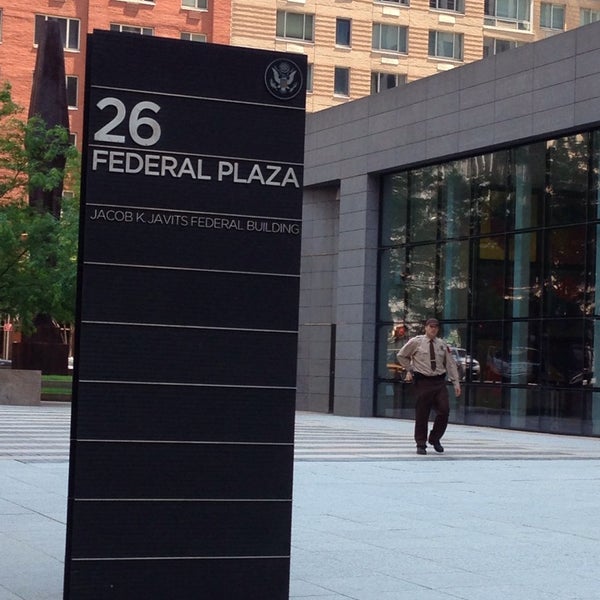 26
FEDERAL PLAZA
JACOB K. JAVITS FEDERAL BUILDING